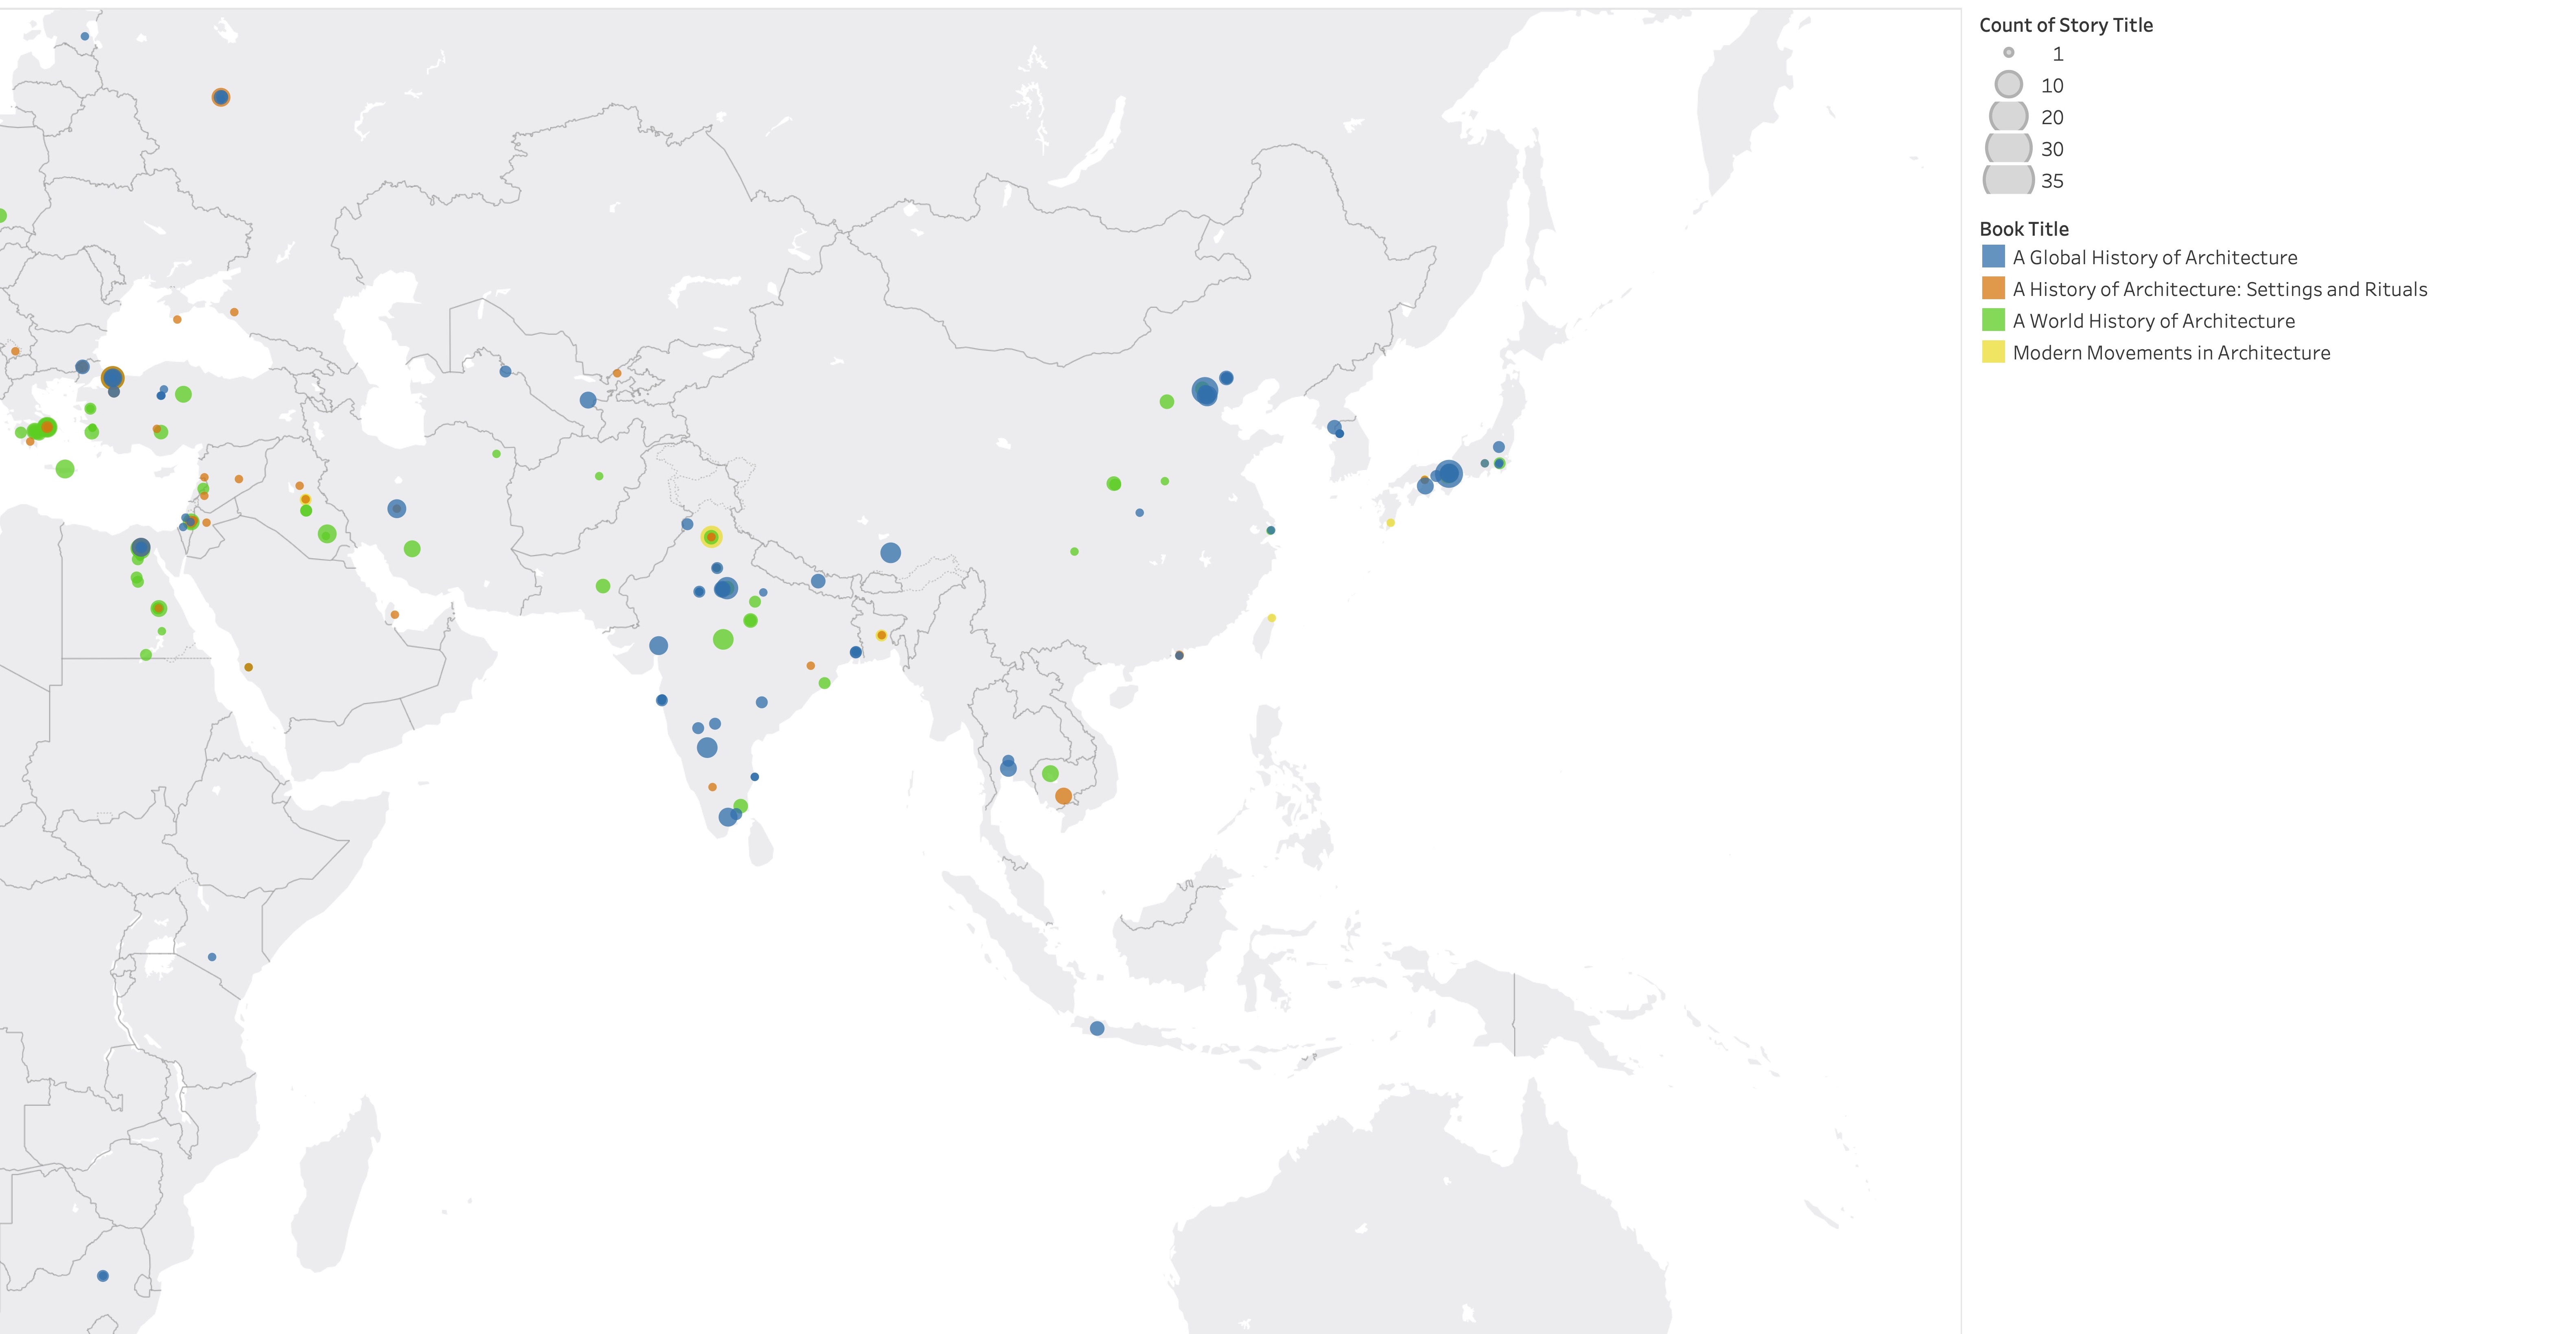 Count of Story Title
1
10
20
30
35
Book Title
A Global History of Architecture
A History of Architecture: Settings and Rituals
A World History of Architecture
Modern Movements in Architecture